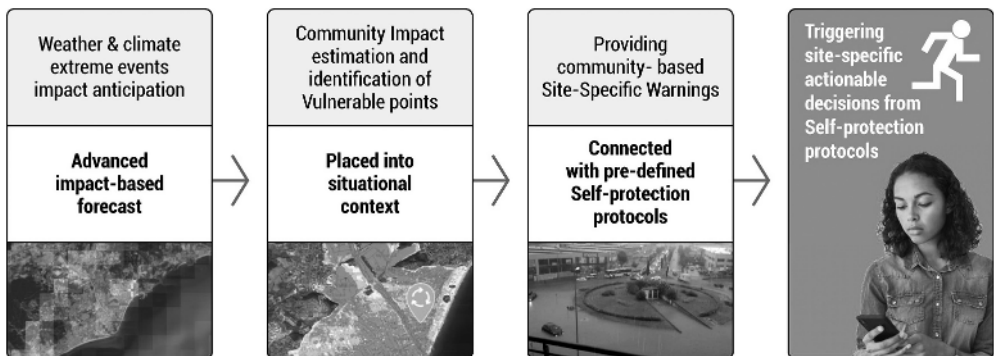 Weather & climate
extreme events
impact anticipation
Advanced
impact-based
forecast
Community Impact
estimation and
identification of
Vulnerable points
Placed into
situational
context
Providing
community- based
Site-Specific Warnings
Connected
with pre-defined
Self-protection
protocols
Triggering
site-specific
actionable
decisions from
Self-protection
protocols